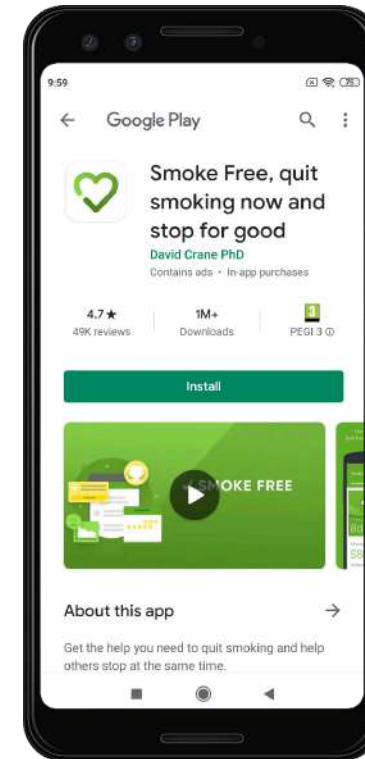 9:59
Google Play
Smoke Free, quit
smoking now and
stop for good
David Crane PhD
Contains ads • In-app purchases
4.7★
49K reviews
1M+
Downloads
3
PEGI 3
Install
SMOKE FREE
About this app
Get the help you need to quit smoking and help
others stop at the same time.